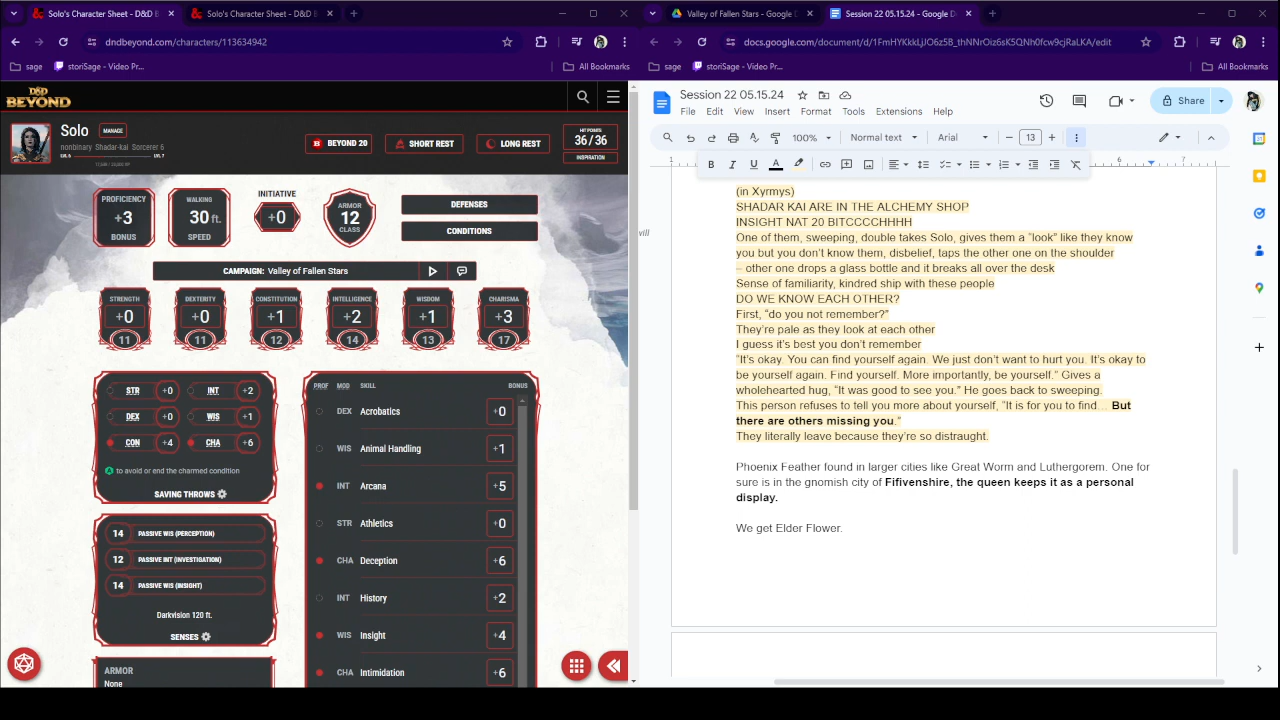 Solo's Character Sheet - D&D B
Solo's Character Sheet - D&D B
dndbeyond.com/characters/113634942
sage
storiSage - Video Pr...
All Bookmarks
D&D
BEYOND
Solo
MANAGE
nonbinary Shadar-kai Sorcerer 6
LVL 6
LVL 7
BEYOND 20
SHORT REST
LONG REST
HIT POINTS
36/36
INSPIRATION
PROFICIENCY
+3
BONUS
WALKING
30 ft.
SPEED
INITIATIVE
+0
ARMOR
12
CLASS
DEFENSES
CONDITIONS
CAMPAIGN: Valley of Fallen Stars
STRENGTH
+0
11
DEXTERITY
+0
11
CONSTITUTION
+1
12
INTELLIGENCE
+2
14
WISDOM
+1
13
CHARISMA
+3
17
STR +0
INT +2
DEX +0
WIS +1
CON +4
CHA +6
A to avoid or end the charmed condition
SAVING THROWS
14 PASSIVE WIS (PERCEPTION)
12 PASSIVE INT (INVESTIGATION)
14 PASSIVE WIS (INSIGHT)
Darkvision 120 ft.
SENSES
ARMOR
None
PROF MOD SKILL BONUS
DEX Acrobatics +0
WIS Animal Handling +1
INT Arcana +5
STR Athletics +0
CHA Deception +6
INT History +2
WIS Insight +4
CHA Intimidation +6
Valley of Fallen Stars - Google D
Session 22 05.15.24 - Google D
docs.google.com/document/d/1FmHYKkkLjJO6z5B_thNNrOiz6sK5QNh0fcw9cjRaLKA/edit
sage
storiSage - Video Pr...
All Bookmarks
Session 22 05.15.24
File Edit View Insert Format Tools Extensions Help
Share
100%
Normal text
Arial
13
1
6
7
B I U A
vill
(in Xyrmys)
SHADAR KAI ARE IN THE ALCHEMY SHOP
INSIGHT NAT 20 BITCCCCHHHH
One of them, sweeping, double takes Solo, gives them a "look" like they know
you but you don't know them, disbelief, taps the other one on the shoulder
– other one drops a glass bottle and it breaks all over the desk
Sense of familiarity, kindred ship with these people
DO WE KNOW EACH OTHER?
First, "do you not remember?"
They're pale as they look at each other
I guess it's best you don't remember
"It's okay. You can find yourself again. We just don't want to hurt you. It's okay to
be yourself again. Find yourself. More importantly, be yourself." Gives a
wholehearted hug, "It was good to see you." He goes back to sweeping.
This person refuses to tell you more about yourself, "It is for you to find... But
there are others missing you."
They literally leave because they're so distraught.
Phoenix Feather found in larger cities like Great Worm and Luthergorem. One for
sure is in the gnomish city of Fifivenshire, the queen keeps it as a personal
display.
We get Elder Flower.